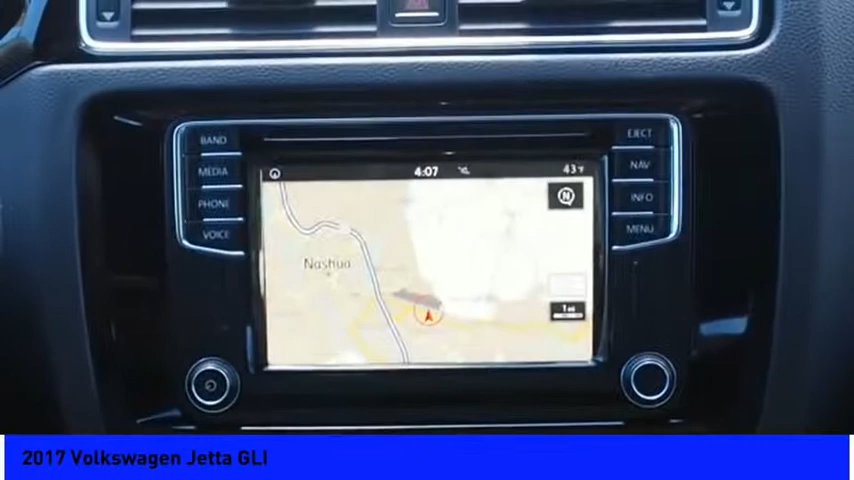 BAND
MEDIA
PHONE
VOICE
EJECT
NAV
INFO
MENU
4:07
43°F
N
Nashua
2017 Volkswagen Jetta GLI